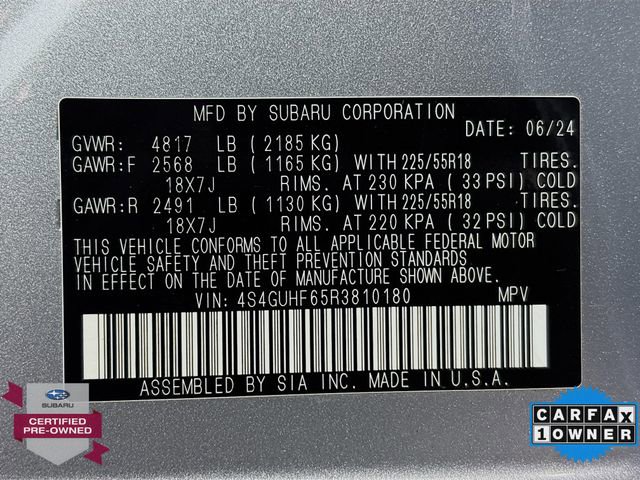 MFD BY SUBARU CORPORATION
DATE: 06/24
GVWR: 4817 LB (2185 KG)
GAWR:F 2568 LB (1165 KG) WITH 225/55R18 TIRES.
18X7J RIMS. AT 230 KPA (33 PSI) COLD
GAWR:R 2491 LB (1130 KG) WITH 225/55R18 TIRES.
18X7J RIMS. AT 220 KPA (32 PSI) COLD
THIS VEHICLE CONFORMS TO ALL APPLICABLE FEDERAL MOTOR
VEHICLE SAFETY AND THEFT PREVENTION STANDARDS
IN EFFECT ON THE DATE OF MANUFACTURE SHOWN ABOVE.
VIN: 4S4GUHF65R3810180 MPV
ASSEMBLED BY SIA INC. MADE IN U.S.A.
SUBARU
CERTIFIED
PRE-OWNED
CARFAX
1 OWNER